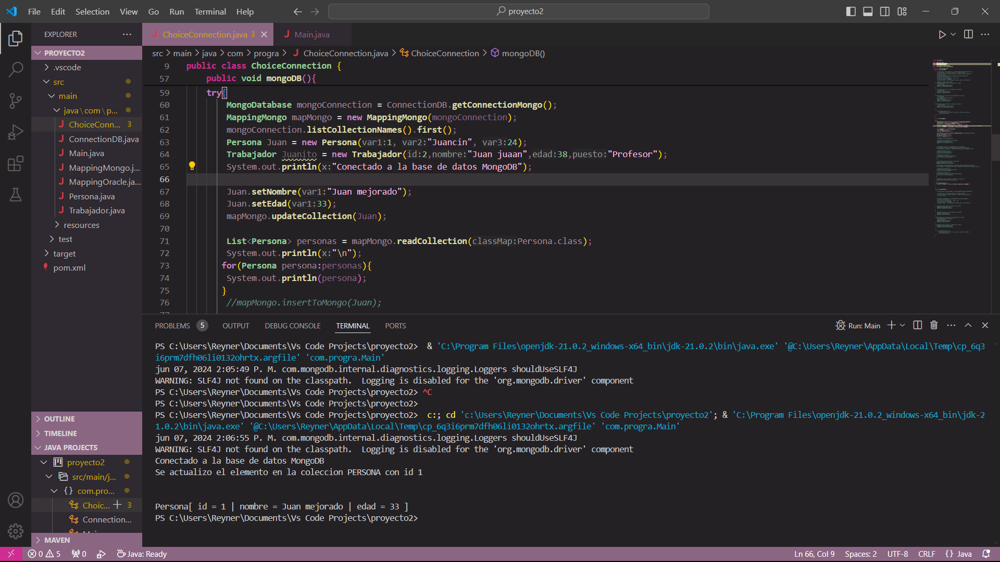 File Edit Selection View Go Run Terminal Help
proyecto2
EXPLORER
PROYECTO2
.vscode
src
main
java\com\p...
ChoiceConn... 3
ConnectionDB.java
Main.java
MappingMongo.j...
MappingOracle.ja...
Persona.java
Trabajador.java
resources
test
target
pom.xml
OUTLINE
TIMELINE
JAVA PROJECTS
proyecto2
src/main/j...
{} com.pro...
Choic... 3
Connection...
MAVEN
ChoiceConnection.java 3
Main.java
src > main > java > com > progra > ChoiceConnection.java > ChoiceConnection > mongoDB()
9 public class ChoiceConnection {
57 public void mongoDB(){
59 try{
60 MongoDatabase mongoConnection = ConnectionDB.getConnectionMongo();
61 MappingMongo mapMongo = new MappingMongo(mongoConnection);
62 mongoConnection.listCollectionNames().first();
63 Persona Juan = new Persona(var1:1, var2:"Juancin", var3:24);
64 Trabajador Juanito = new Trabajador(id:2,nombre:"Juan juaan",edad:38,puesto:"Profesor");
65 System.out.println(x:"Conectado a la base de datos MongoDB");
66
67 Juan.setNombre(var1:"Juan mejorado");
68 Juan.setEdad(var1:33);
69 mapMongo.updateCollection(Juan);
70
71 List<Persona> personas = mapMongo.readCollection(classMap:Persona.class);
72 System.out.println(x:"\n");
73 for(Persona persona:personas){
74 System.out.println(persona);
75 }
76 //mapMongo.insertToMongo(Juan);
PROBLEMS 5 OUTPUT DEBUG CONSOLE TERMINAL PORTS
Run: Main
PS C:\Users\Reyner\Documents\Vs Code Projects\proyecto2>  & 'C:\Program Files\openjdk-21.0.2_windows-x64_bin\jdk-21.0.2\bin\java.exe' '@C:\Users\Reyner\AppData\Local\Temp\cp_6q3
i6prm7dfh06li0132ohrtx.argfile' 'com.progra.Main'
jun 07, 2024 2:05:49 P. M. com.mongodb.internal.diagnostics.logging.Loggers shouldUseSLF4J
WARNING: SLF4J not found on the classpath.  Logging is disabled for the 'org.mongodb.driver' component
PS C:\Users\Reyner\Documents\Vs Code Projects\proyecto2> ^C
PS C:\Users\Reyner\Documents\Vs Code Projects\proyecto2>
PS C:\Users\Reyner\Documents\Vs Code Projects\proyecto2>  c:; cd 'c:\Users\Reyner\Documents\Vs Code Projects\proyecto2'; & 'C:\Program Files\openjdk-21.0.2_windows-x64_bin\jdk-2
1.0.2\bin\java.exe' '@C:\Users\Reyner\AppData\Local\Temp\cp_6q3i6prm7dfh06li0132ohrtx.argfile' 'com.progra.Main'
jun 07, 2024 2:06:55 P. M. com.mongodb.internal.diagnostics.logging.Loggers shouldUseSLF4J
WARNING: SLF4J not found on the classpath.  Logging is disabled for the 'org.mongodb.driver' component
Conectado a la base de datos MongoDB
Se actualizo el elemento en la coleccion PERSONA con id 1
Persona[ id = 1 | nombre = Juan mejorado | edad = 33 ]
PS C:\Users\Reyner\Documents\Vs Code Projects\proyecto2>
0 5 0 Java: Ready
Ln 66, Col 9 Spaces: 2 UTF-8 CRLF {} Java